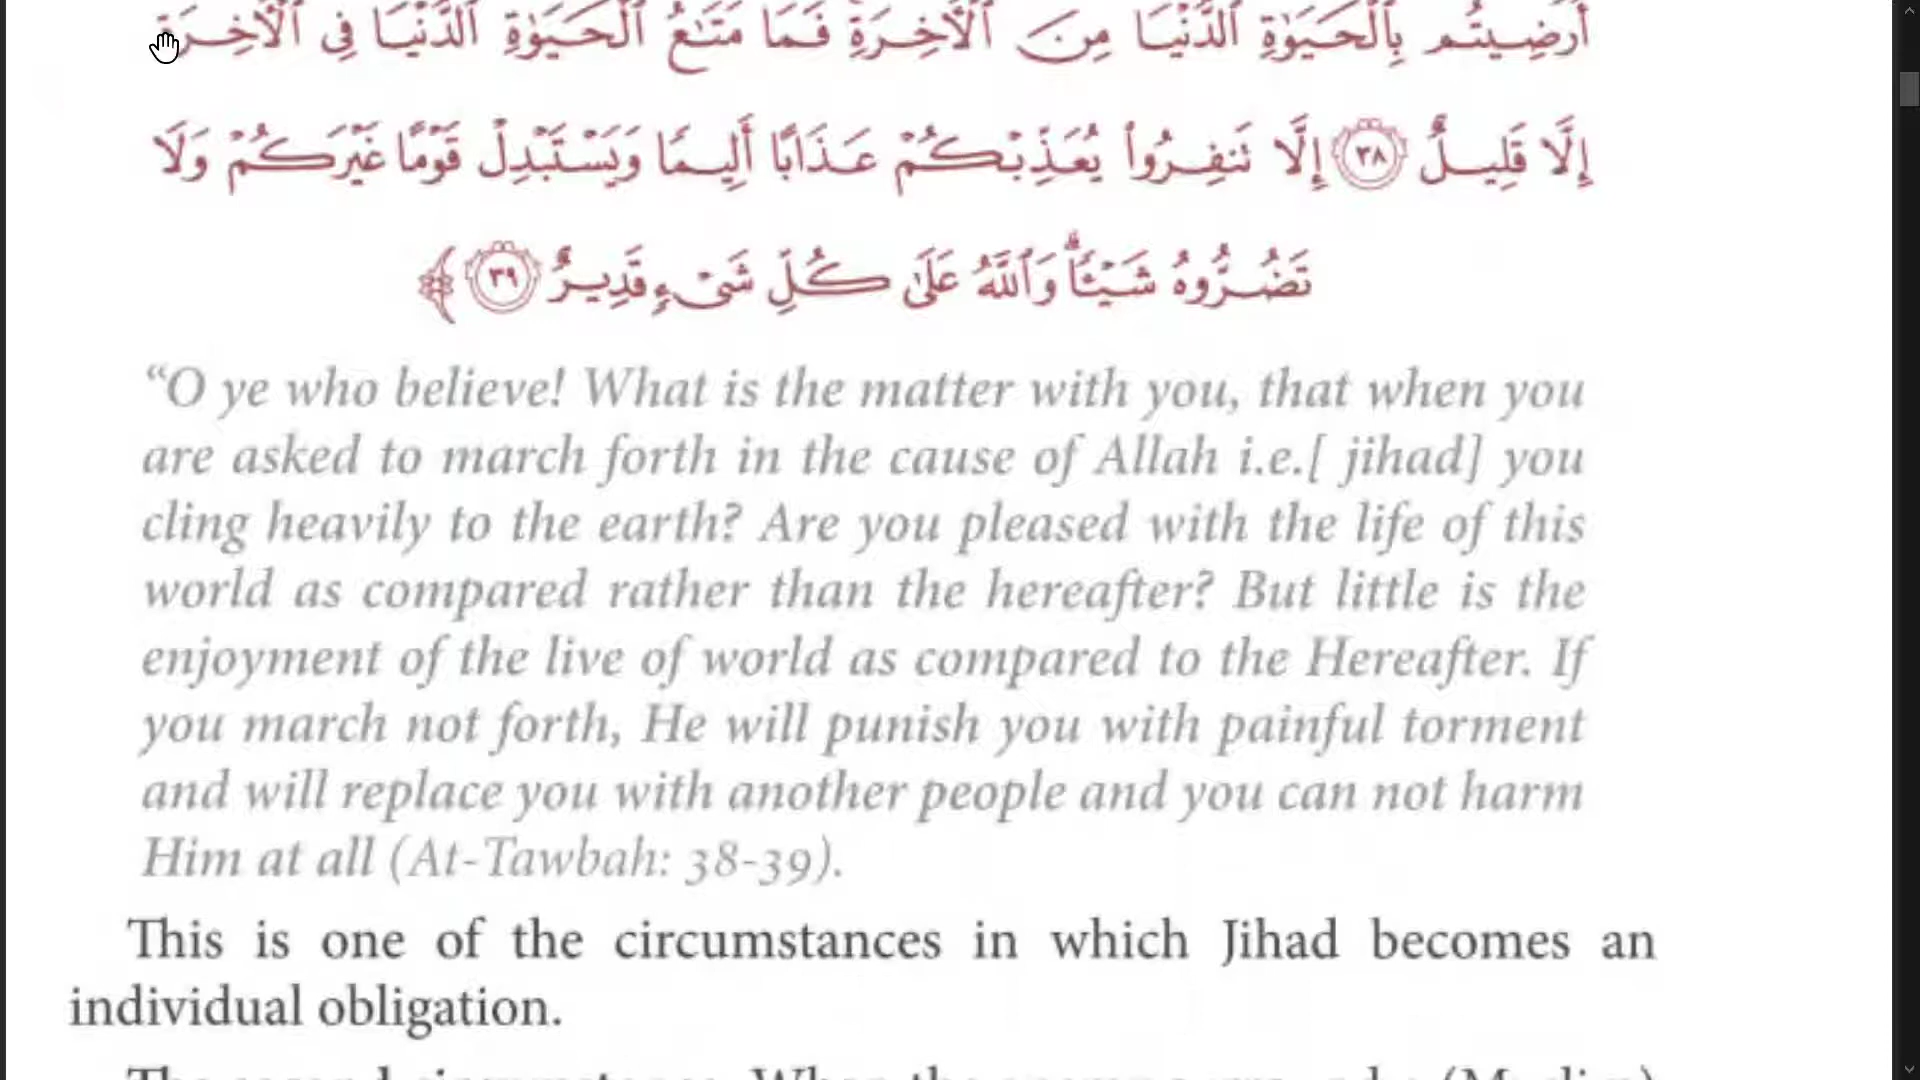 أَرَضِيتُم بِٱلْحَيَوٰةِ ٱلدُّنْيَا مِنَ ٱلْأَخِرَةِ فَمَا مَتَـٰعُ ٱلْحَيَوٰةِ ٱلدُّنْيَا فِى ٱلْأَخِرَةِ
إِلَّا قَلِيلٌ ٣٨ إِلَّا تَنفِرُوا۟ يُعَذِّبْكُمْ عَذَابًا أَلِيمًا وَيَسْتَبْدِلْ قَوْمًا غَيْرَكُمْ وَلَا
تَضُرُّوهُ شَيْـًٔا ۗ وَٱللَّهُ عَلَىٰ كُلِّ شَىْءٍ قَدِيرٌ ٣٩ ﴾
“O ye who believe! What is the matter with you, that when you
are asked to march forth in the cause of Allah i.e.[ jihad] you
cling heavily to the earth? Are you pleased with the life of this
world as compared rather than the hereafter? But little is the
enjoyment of the live of world as compared to the Hereafter. If
you march not forth, He will punish you with painful torment
and will replace you with another people and you can not harm
Him at all (At-Tawbah: 38-39).
This is one of the circumstances in which Jihad becomes an
individual obligation.